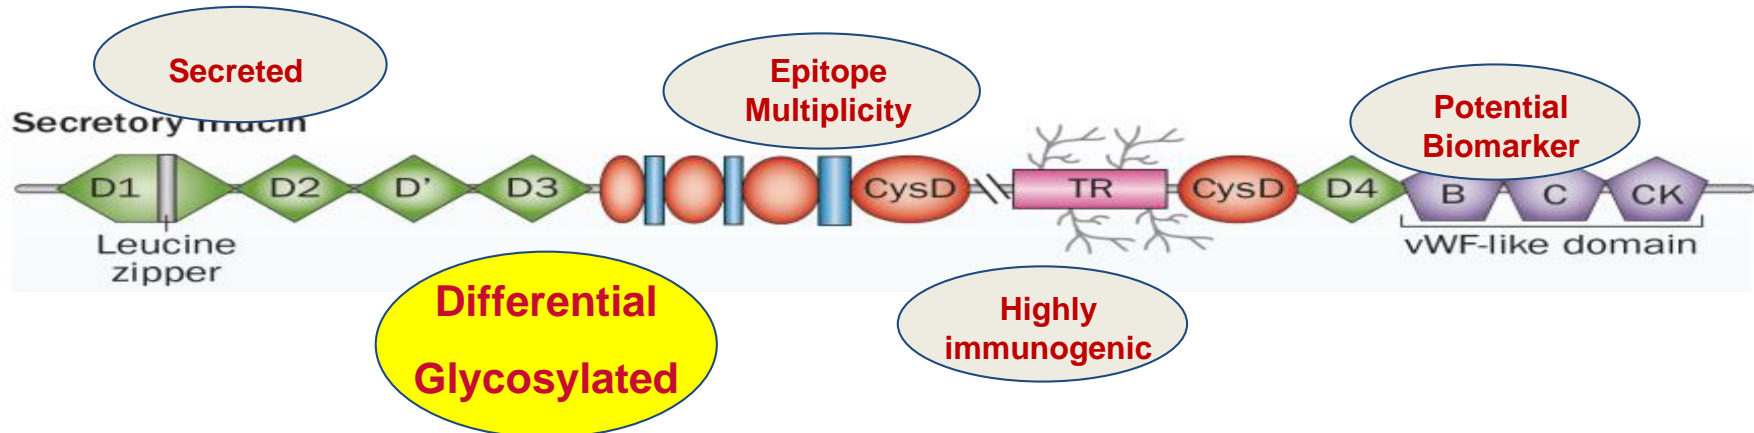 Secreted
Epitope
Multiplicity
Potential
Biomarker
Secretory mucin
D1
D2
D'
D3
CysD
TR
CysD
D4
B
C
CK
Leucine
zipper
vWF-like domain
Differential
Glycosylated
Highly
immunogenic